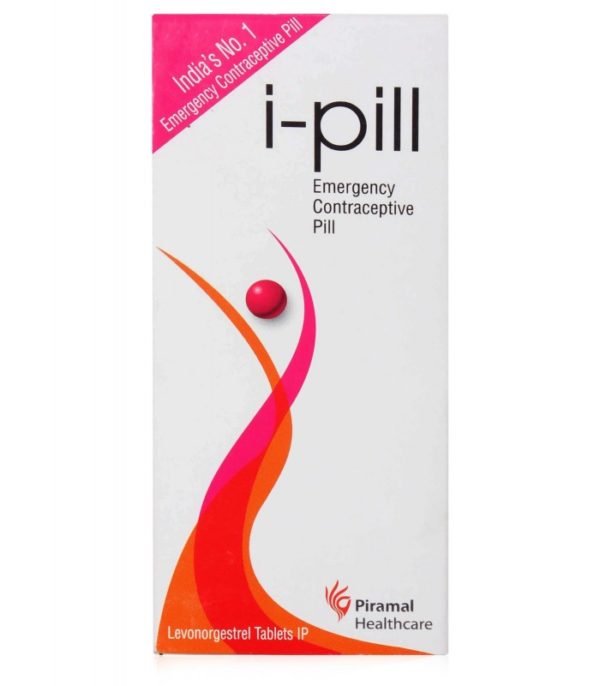 India's No. 1
Emergency Contraceptive Pill
i-pill
Emergency
Contraceptive
Pill
Piramal
Healthcare
Levonorgestrel Tablets IP